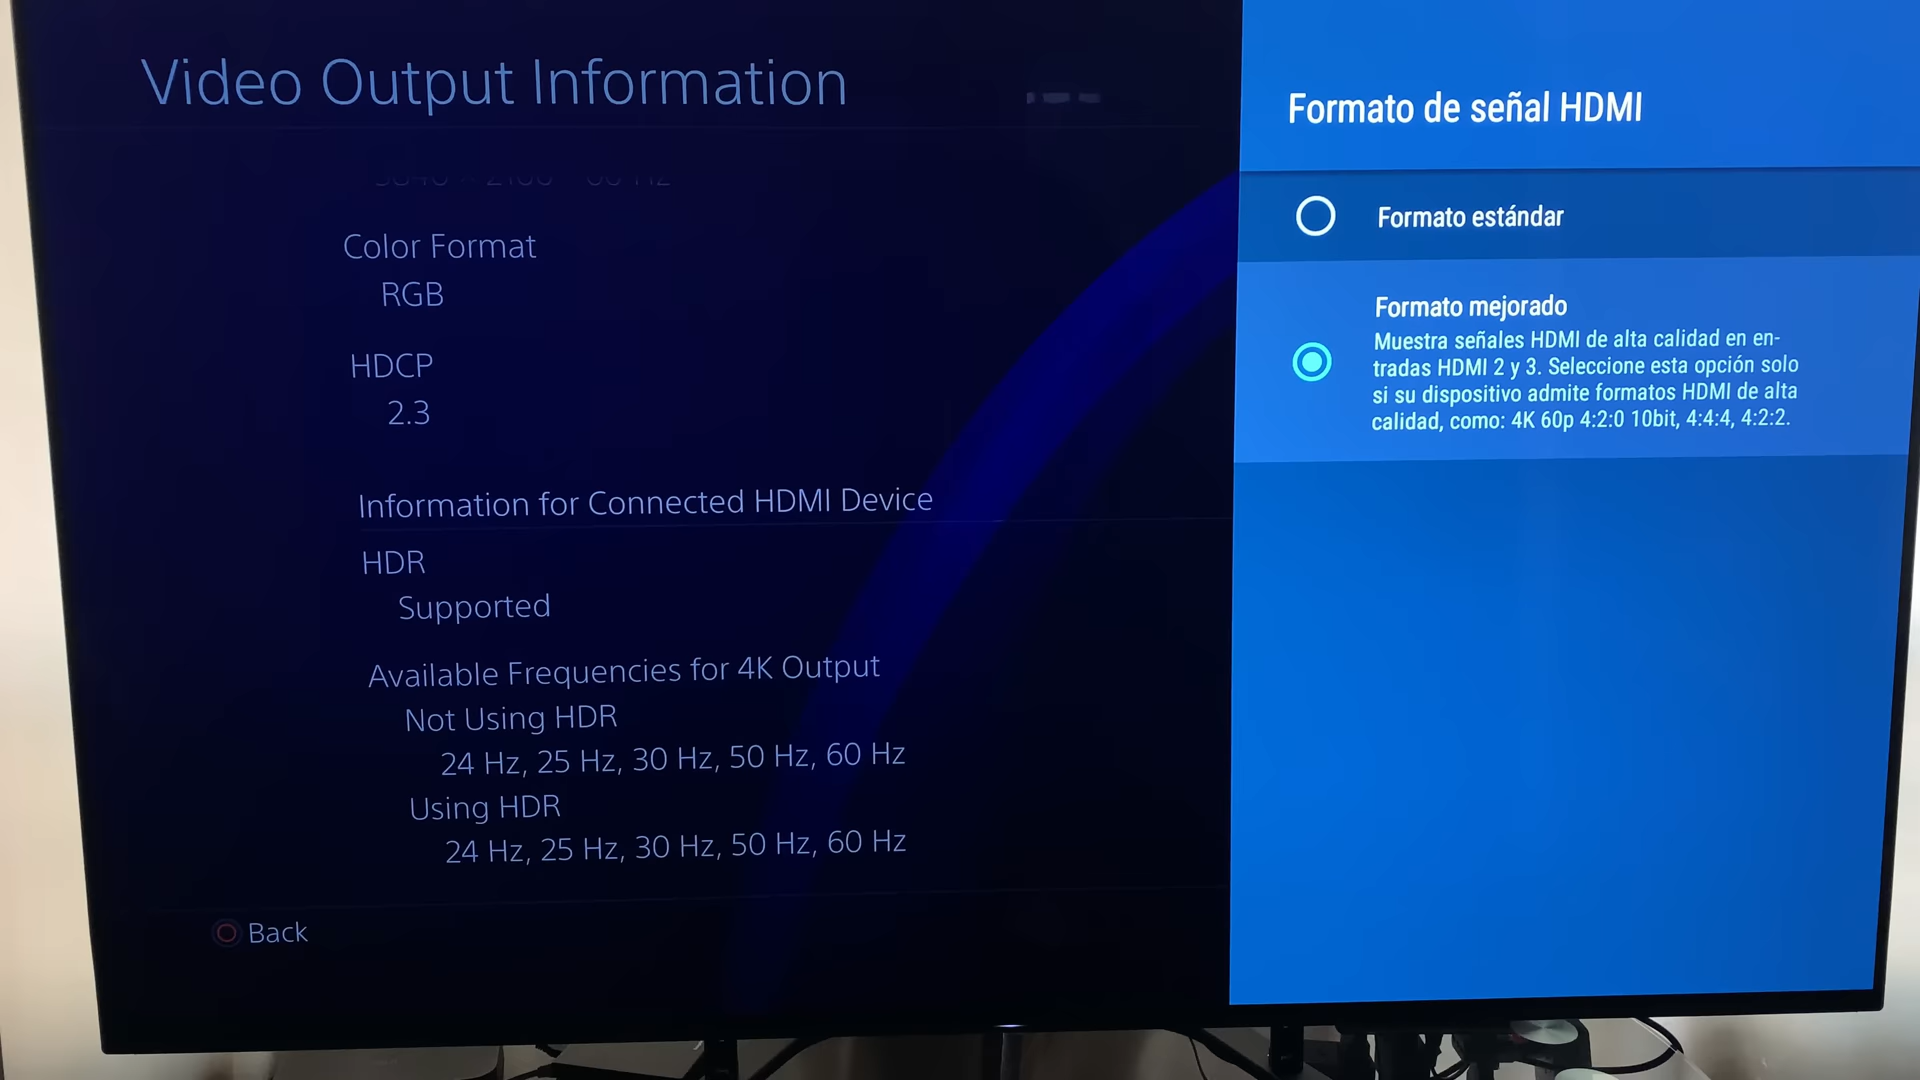 Video Output Information
Color Format
RGB
HDCP
2.3
Information for Connected HDMI Device
HDR
Supported
Available Frequencies for 4K Output
Not Using HDR
24 Hz, 25 Hz, 30 Hz, 50 Hz, 60 Hz
Using HDR
24 Hz, 25 Hz, 30 Hz, 50 Hz, 60 Hz
Back
Formato de señal HDMI
Formato estándar
Formato mejorado
Muestra señales HDMI de alta calidad en en-
tradas HDMI 2 y 3. Seleccione esta opción solo
si su dispositivo admite formatos HDMI de alta
calidad, como: 4K 60p 4:2:0 10bit, 4:4:4, 4:2:2.